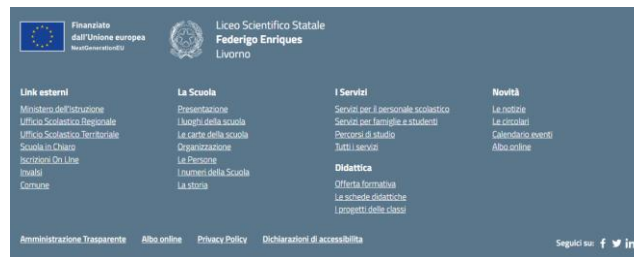 Finanziato
dall'Unione europea
NextGenerationEU
Liceo Scientifico Statale
Federigo Enriques
Livorno
Link esterni
Ministero dell'Istruzione
Ufficio Scolastico Regionale
Ufficio Scolastico Territoriale
Scuola in Chiaro
Iscrizioni On LIne
Invalsi
Comune
La Scuola
Presentazione
I luoghi della scuola
Le carte della scuola
Organizzazione
Le Persone
I numeri della Scuola
La storia
I Servizi
Servizi per il personale scolastico
Servizi per famiglie e studenti
Percorsi di studio
Tutti i servizi
Didattica
Offerta formativa
Le schede didattiche
I progetti delle classi
Novità
Le notizie
Le circolari
Calendario eventi
Albo online
Amministrazione Trasparente Albo online Privacy Policy Dichiarazioni di accessibilita
Seguici su: